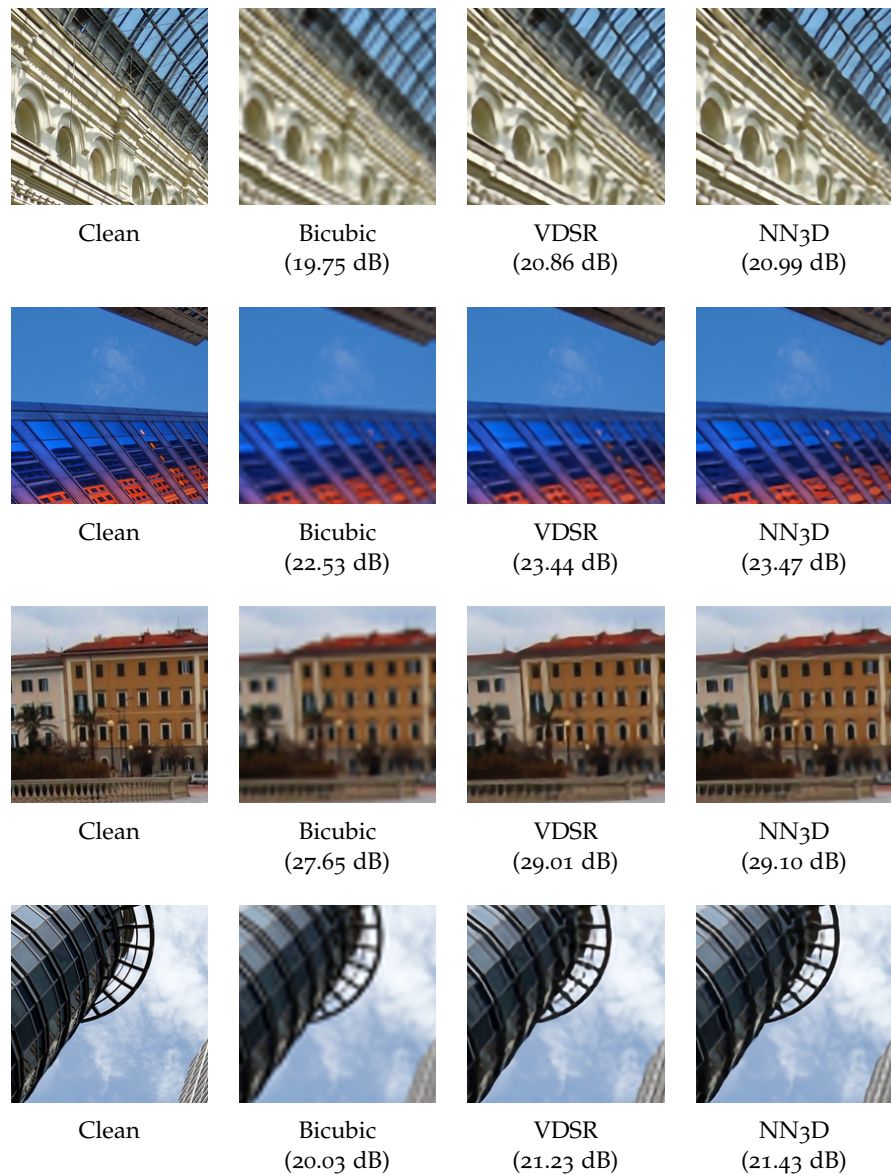 Clean Bicubic VDSR NN3D
(19.75 dB) (20.86 dB) (20.99 dB)
Clean Bicubic VDSR NN3D
(22.53 dB) (23.44 dB) (23.47 dB)
Clean Bicubic VDSR NN3D
(27.65 dB) (29.01 dB) (29.10 dB)
Clean Bicubic VDSR NN3D
(20.03 dB) (21.23 dB) (21.43 dB)